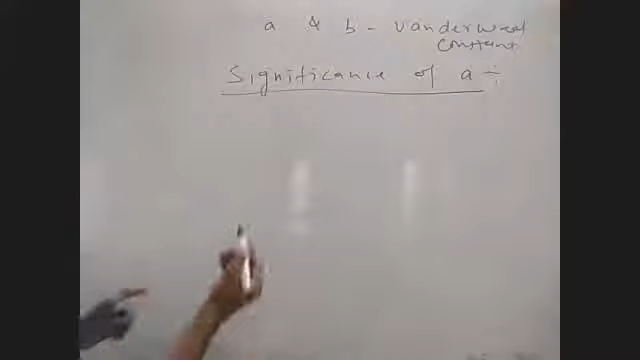 a & b - Vanderwaal
constant
Significance of a ÷